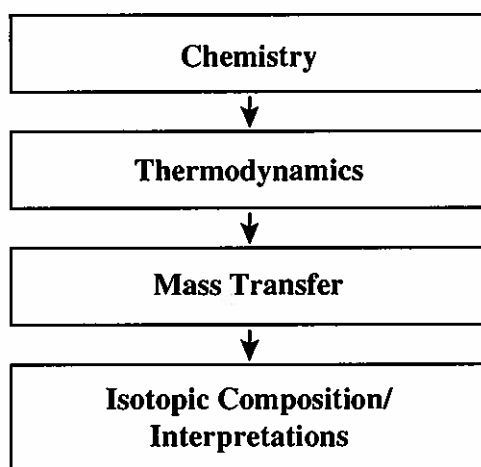 Chemistry
Thermodynamics
Mass Transfer
Isotopic Composition/
Interpretations